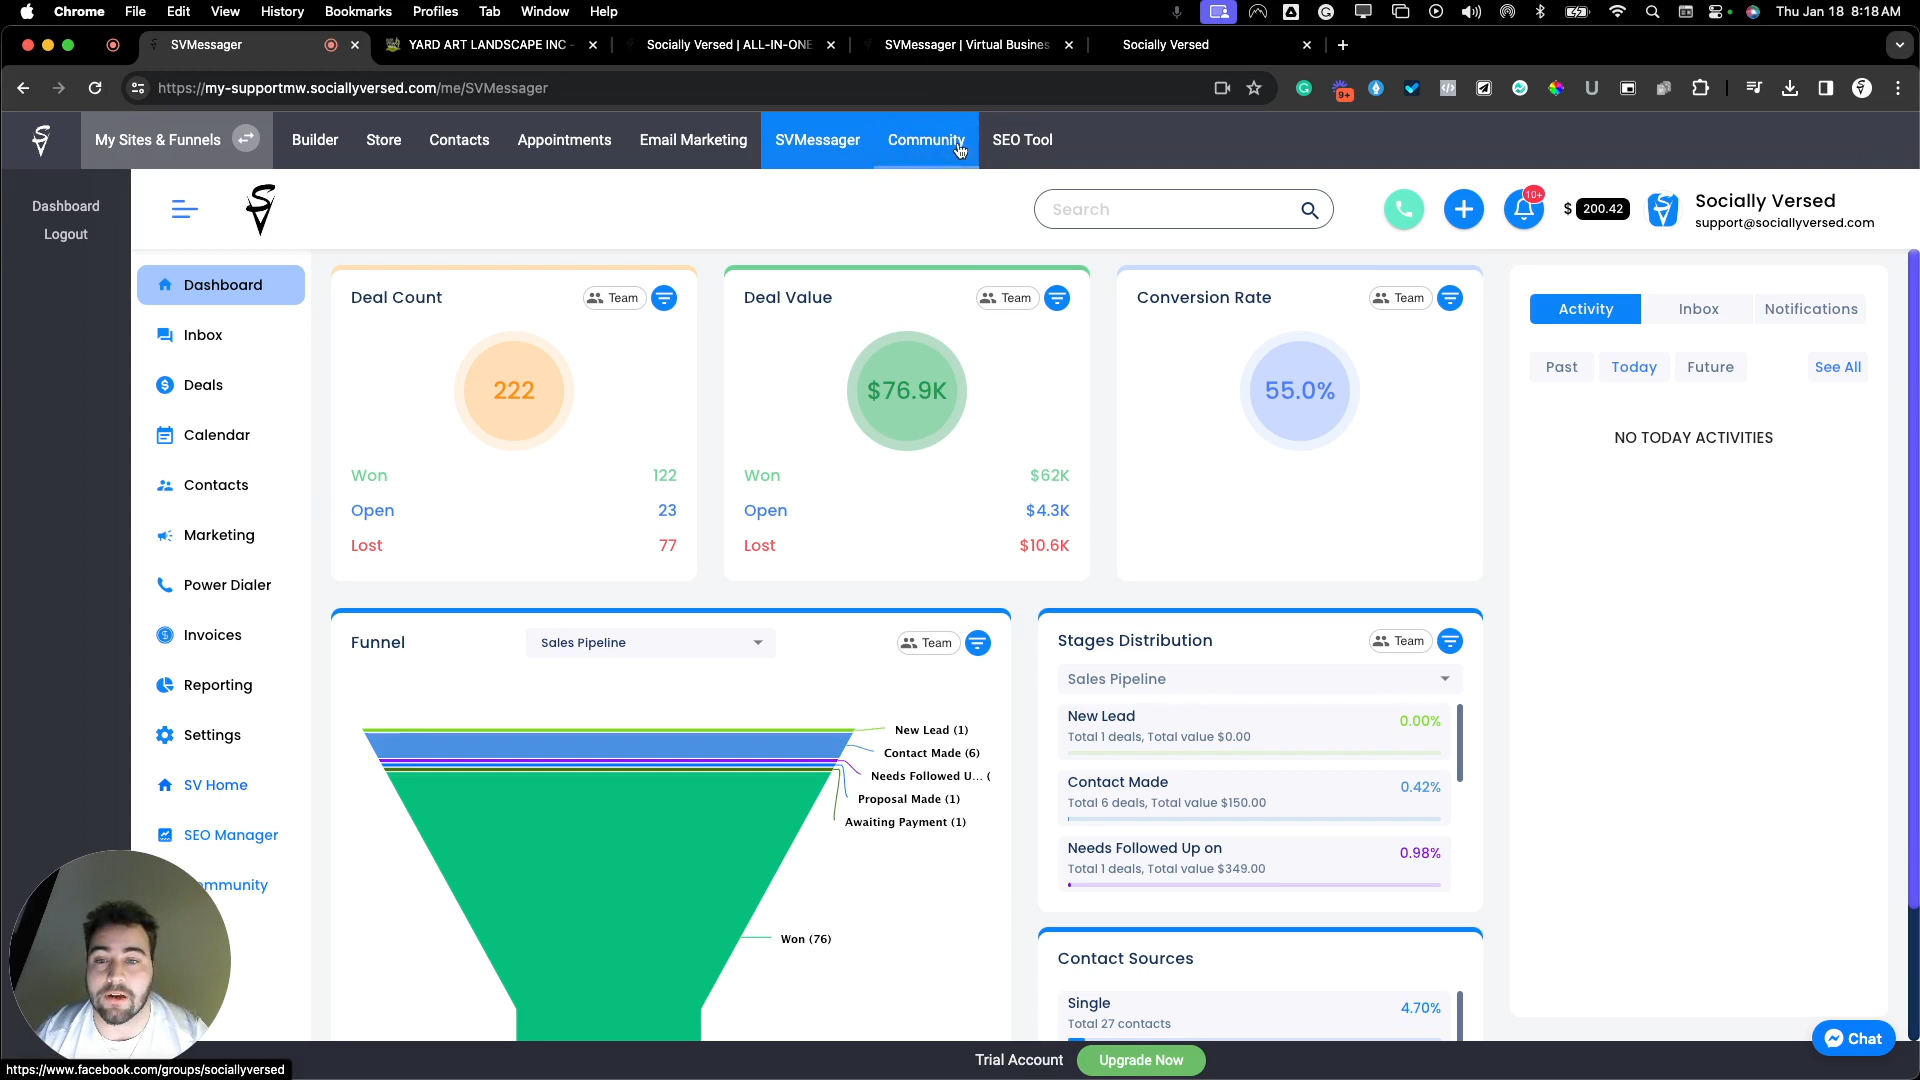 Chrome File Edit View History Bookmarks Profiles Tab Window Help Thu Jan 18 8:18 AM
SVMessager YARD ART LANDSCAPE INC - Socially Versed | ALL-IN-ONE SVMessager | Virtual Busines Socially Versed
https://my-supportmw.sociallyversed.com/me/SVMessager 9+
My Sites & Funnels Builder Store Contacts Appointments Email Marketing SVMessager Community SEO Tool
Dashboard
Logout
Search 10+ $ 200.42 Socially Versed
support@sociallyversed.com
Dashboard
Inbox
Deals
Calendar
Contacts
Marketing
Power Dialer
Invoices
Reporting
Settings
SV Home
SEO Manager
ommunity
Deal Count Team
222
Won 122
Open 23
Lost 77
Deal Value Team
$76.9K
Won $62K
Open $4.3K
Lost $10.6K
Conversion Rate Team
55.0%
Activity Inbox Notifications
Past Today Future See All
NO TODAY ACTIVITIES
Funnel Sales Pipeline Team
New Lead (1)
Contact Made (6)
Needs Followed U... (
Proposal Made (1)
Awaiting Payment (1)
Won (76)
Stages Distribution Team
Sales Pipeline
New Lead 0.00%
Total 1 deals, Total value $0.00
Contact Made 0.42%
Total 6 deals, Total value $150.00
Needs Followed Up on 0.98%
Total 1 deals, Total value $349.00
Contact Sources
Single 4.70%
Total 27 contacts
Chat
Trial Account Upgrade Now
https://www.facebook.com/groups/sociallyversed